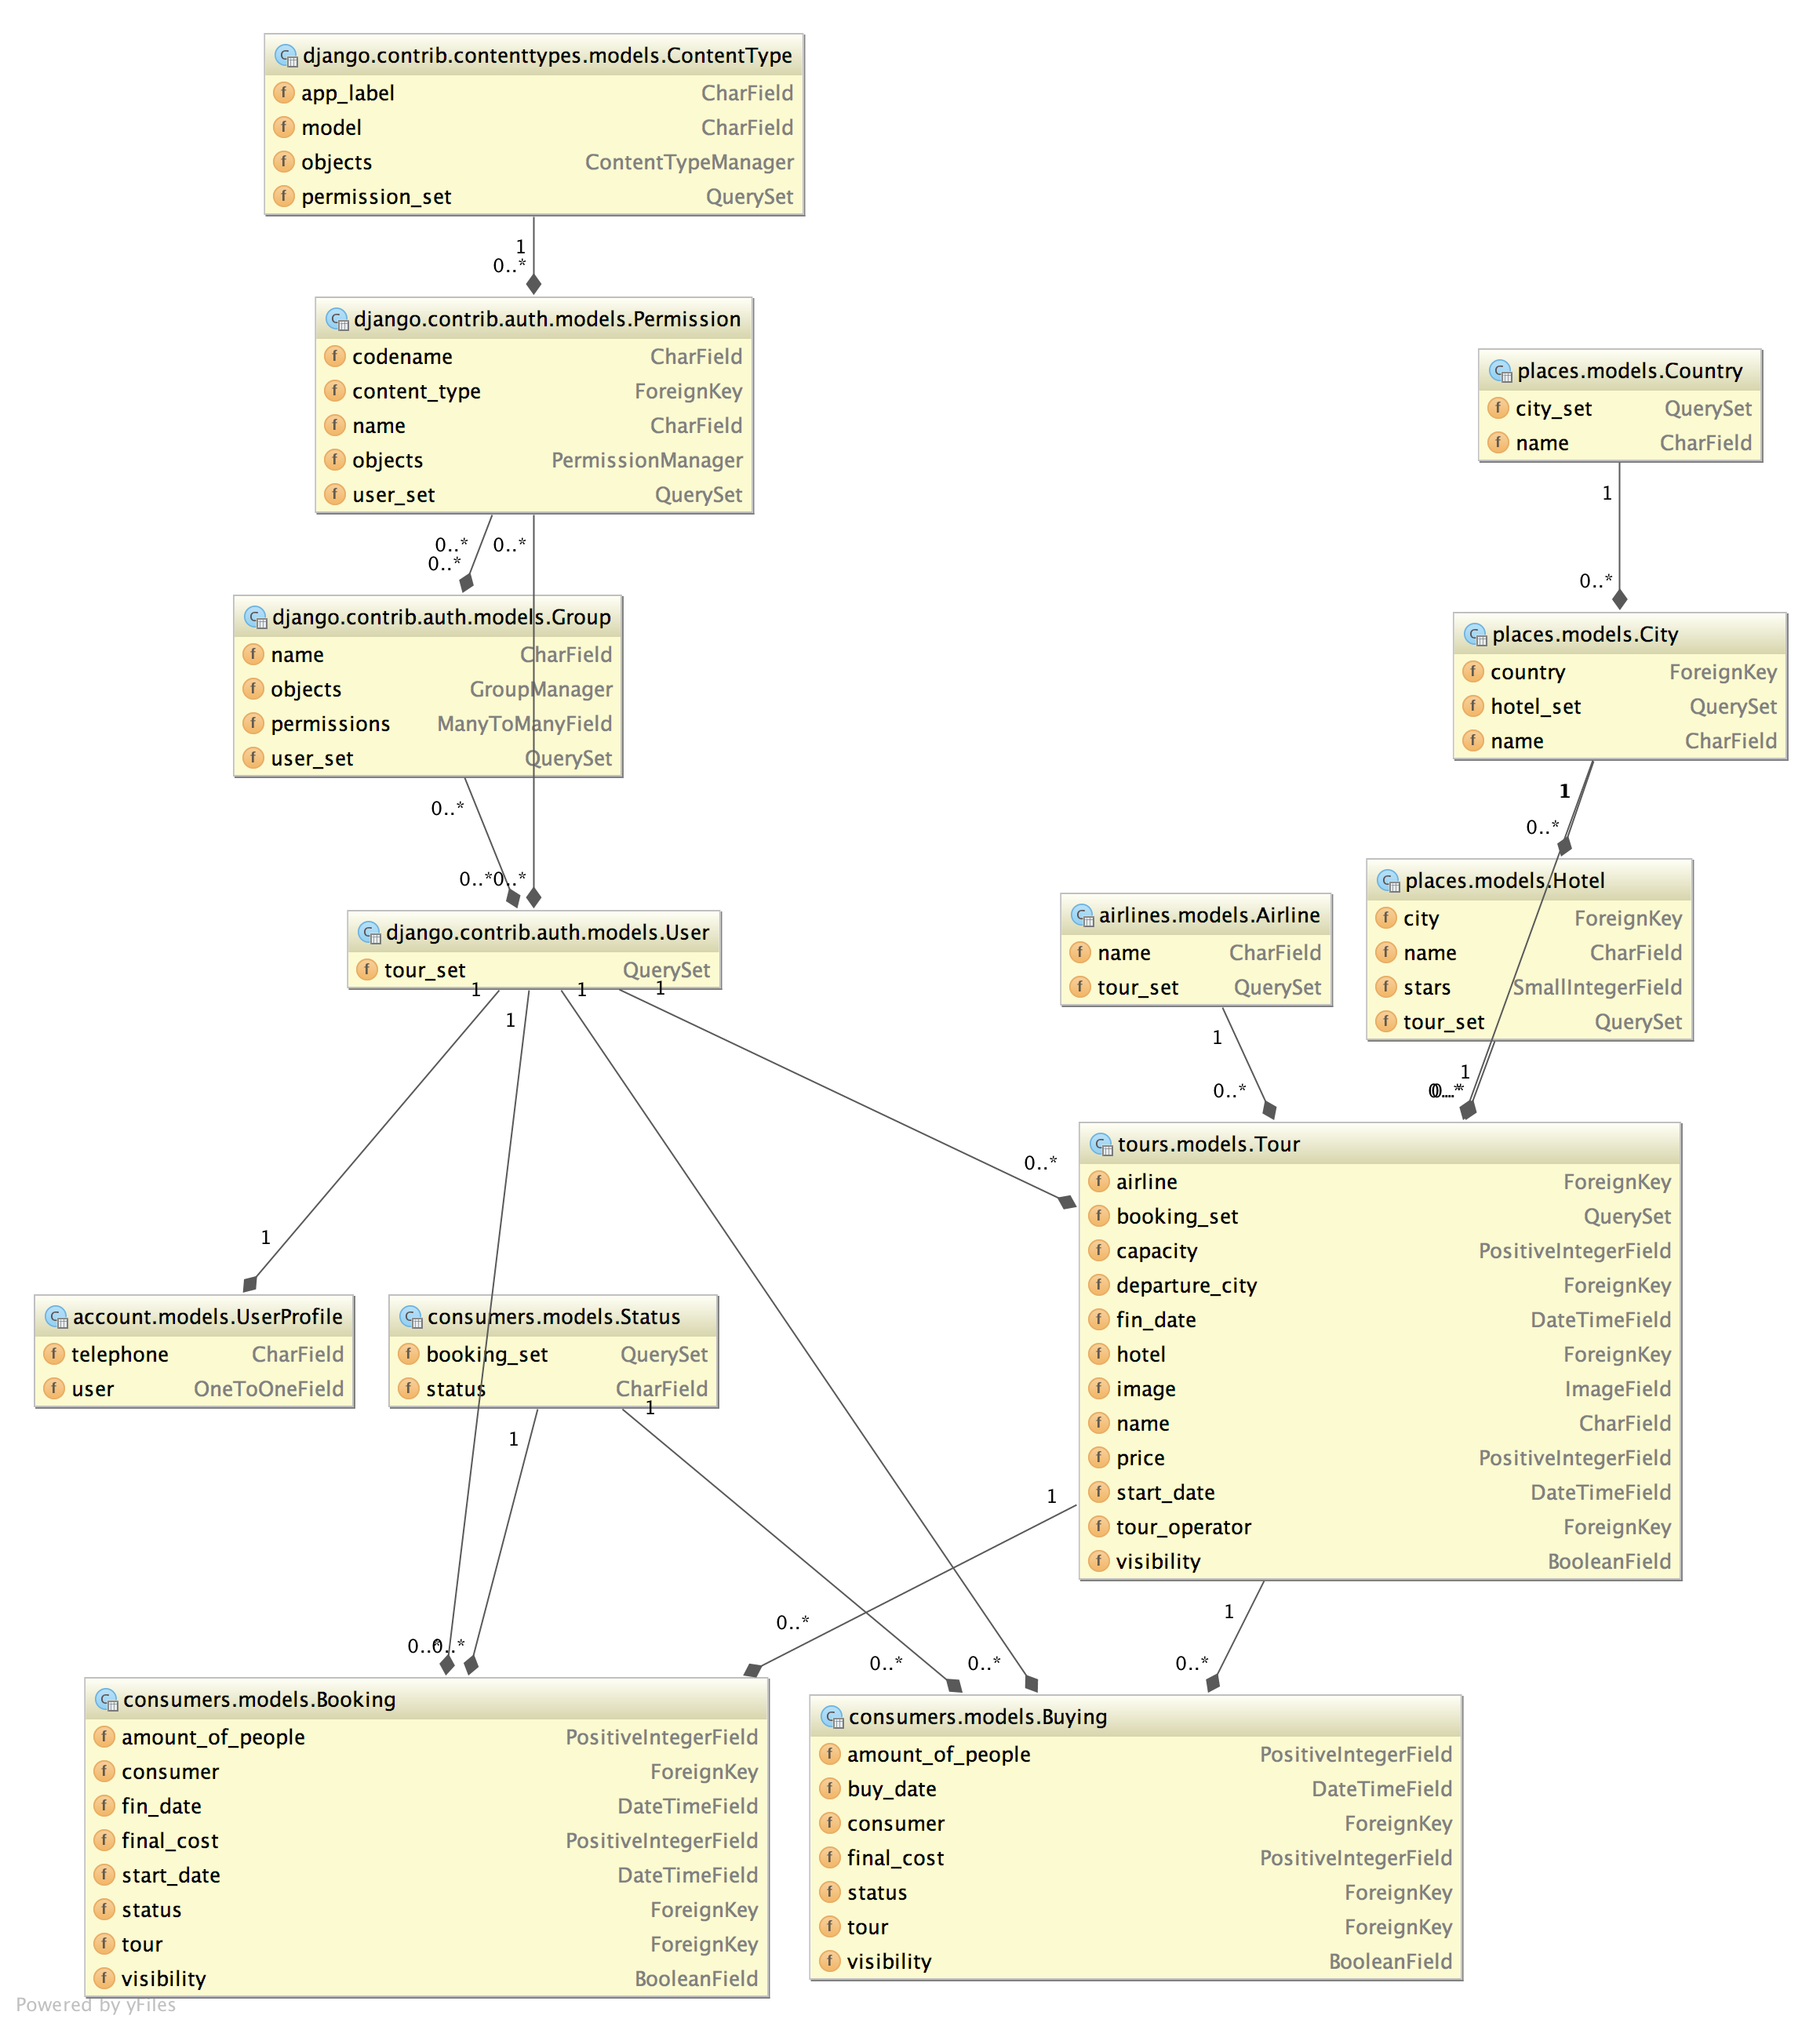 django.contrib.contenttypes.models.ContentType
app_label CharField
model CharField
objects ContentTypeManager
permission_set QuerySet
1
0..*
django.contrib.auth.models.Permission
codename CharField
content_type ForeignKey
name CharField
objects PermissionManager
user_set QuerySet
0..* 0..*
0..*
django.contrib.auth.models.Group
name CharField
objects GroupManager
permissions ManyToManyField
user_set QuerySet
0..*
0..* 0..*
django.contrib.auth.models.User
tour_set QuerySet
1 1 1
1
places.models.Country
city_set QuerySet
name CharField
1
0..*
places.models.City
country ForeignKey
hotel_set QuerySet
name CharField
1
0..*
places.models.Hotel
city ForeignKey
name CharField
stars SmallIntegerField
tour_set QuerySet
1
0..*
airlines.models.Airline
name CharField
tour_set QuerySet
1
0..*
0..*
tours.models.Tour
airline ForeignKey
booking_set QuerySet
capacity PositiveIntegerField
departure_city ForeignKey
fin_date DateTimeField
hotel ForeignKey
image ImageField
name CharField
price PositiveIntegerField
start_date DateTimeField
tour_operator ForeignKey
visibility BooleanField
1
account.models.UserProfile
telephone CharField
user OneToOneField
consumers.models.Status
booking_set QuerySet
status CharField
1
1
1
1
0..*
0..* 0..*
0..* 0..* 0..*
consumers.models.Booking
amount_of_people PositiveIntegerField
consumer ForeignKey
fin_date DateTimeField
final_cost PositiveIntegerField
start_date DateTimeField
status ForeignKey
tour ForeignKey
visibility BooleanField
consumers.models.Buying
amount_of_people PositiveIntegerField
buy_date DateTimeField
consumer ForeignKey
final_cost PositiveIntegerField
status ForeignKey
tour ForeignKey
visibility BooleanField
Powered by yFiles